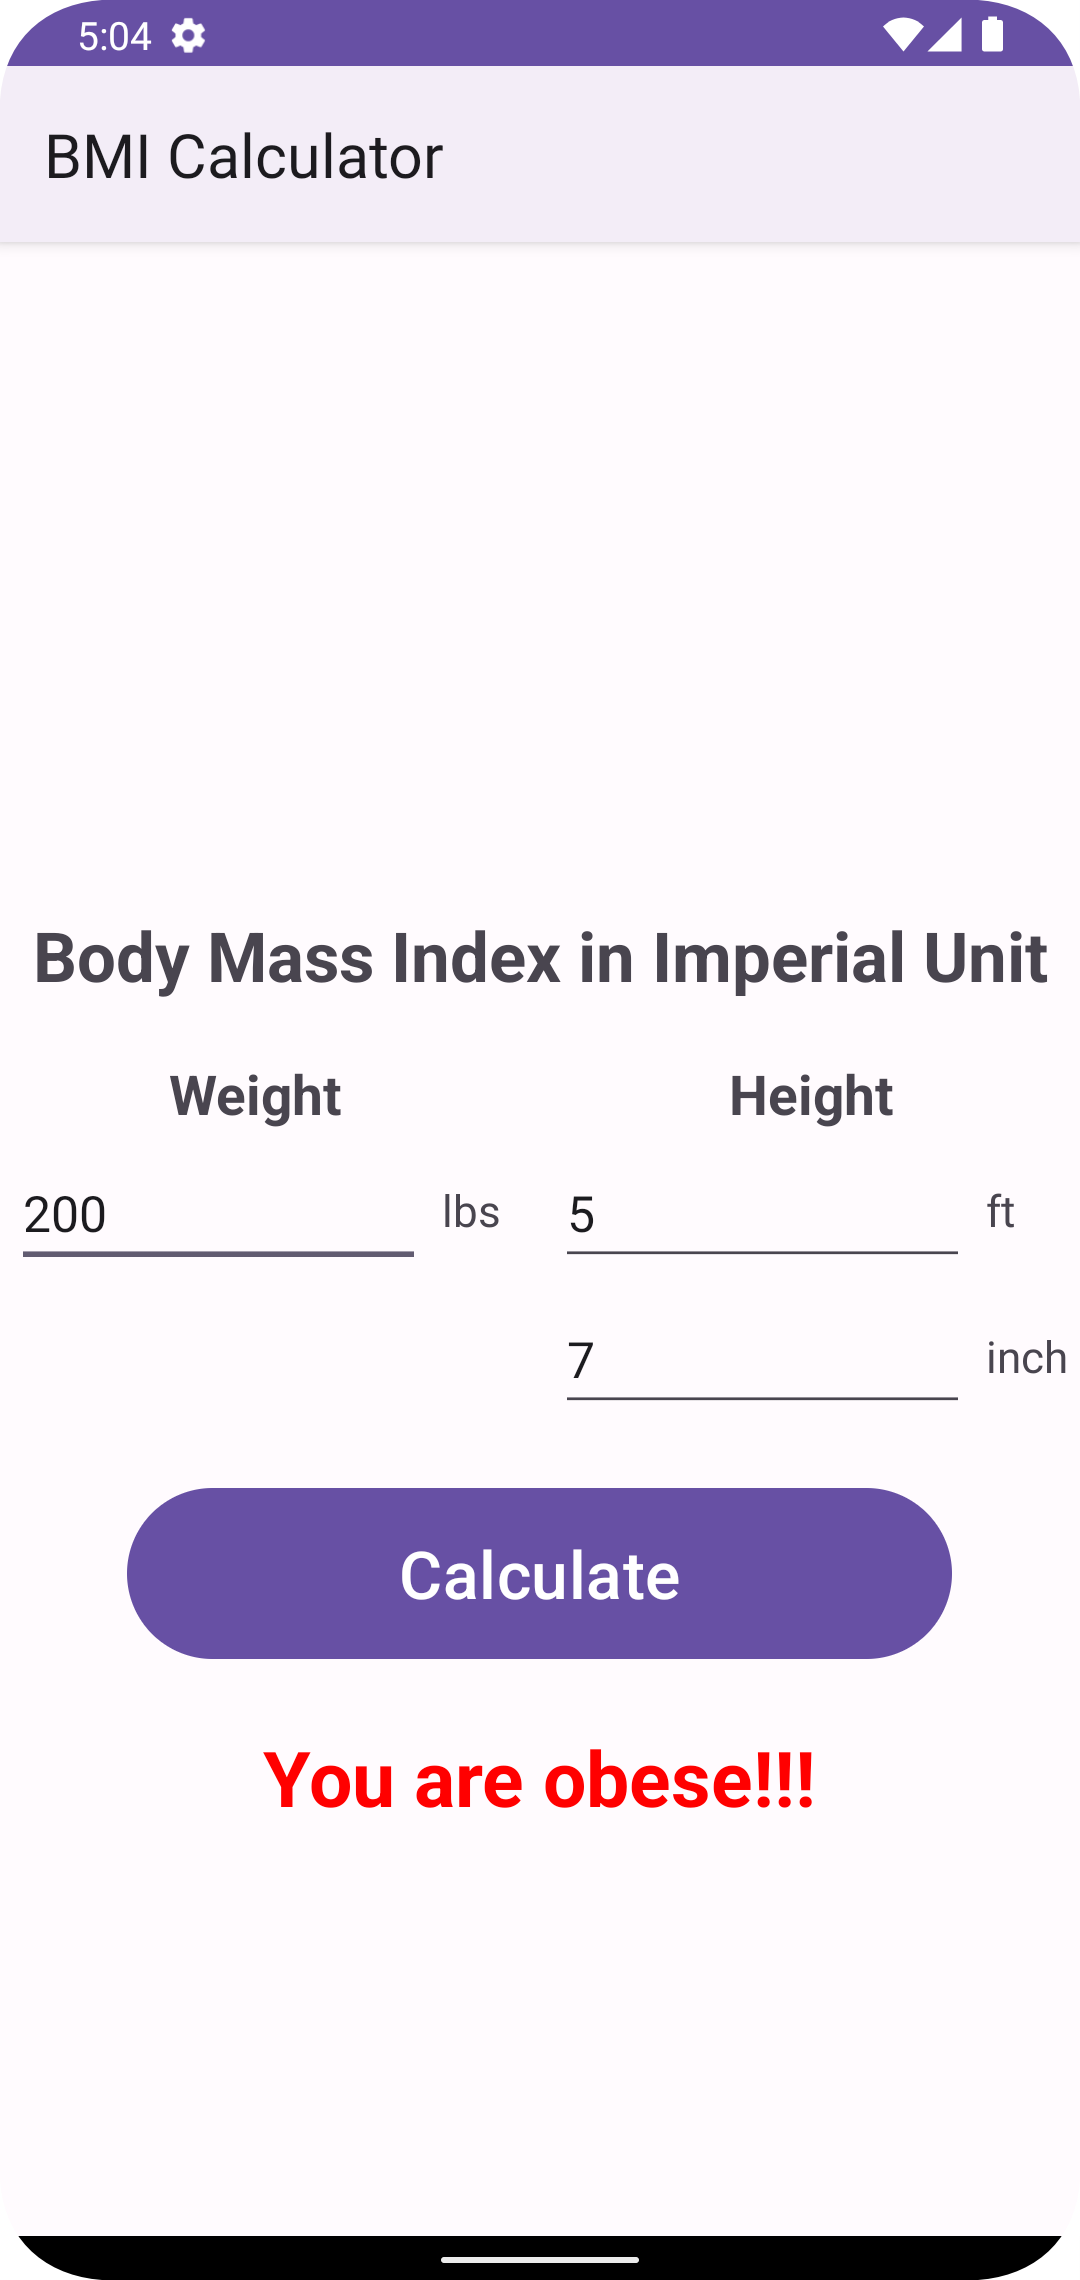 5:04
BMI Calculator
Body Mass Index in Imperial Unit
Weight Height
200 lbs 5 ft
7 inch
Calculate
You are obese!!!